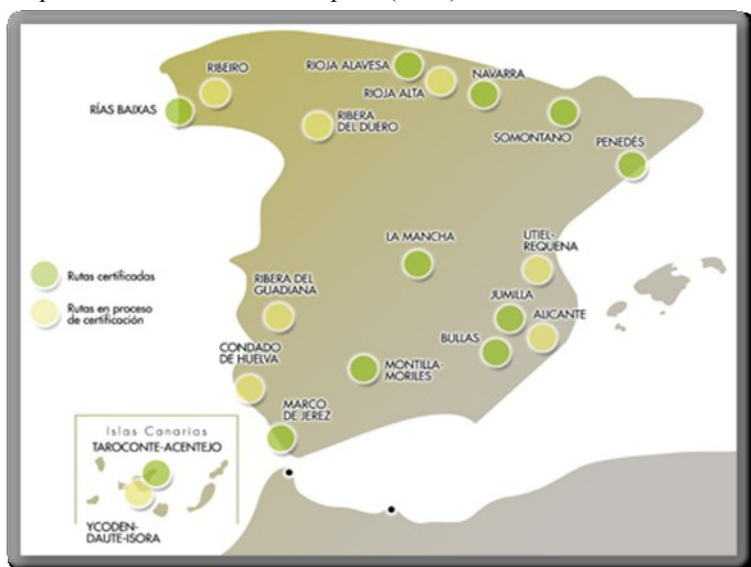 RIOJA ALAVESA
RIBEIRO
NAVARRA
RIOJA ALTA
RÍAS BAIXAS
RIBERA
DEL DUERO
SOMONTANO
PENEDÉS
LA MANCHA
UTIEL-
REQUENA
Rutas certificadas
RIBERA DEL
GUADIANA
JUMILLA
Rutas en proceso
de certificación
ALICANTE
BULLAS
CONDADO
DE HUELVA
MONTILLA-
MORILES
MARCO
DE JEREZ
Islas Canarias
TAROCONTE-ACENTEJO
YCODEN-
DAUTE-ISORA